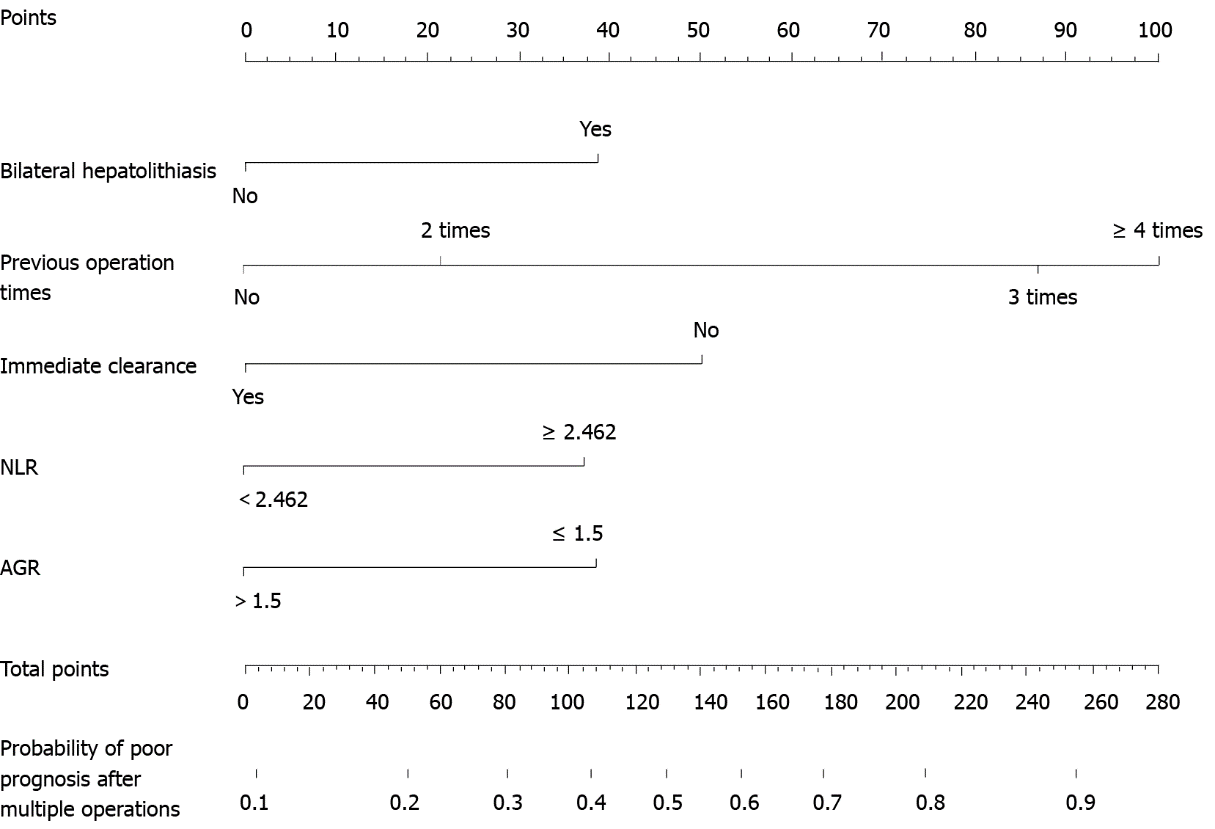 Points
0 10 20 30 40 50 60 70 80 90 100
Yes
Bilateral hepatolithiasis
No
2 times ≥ 4 times
Previous operation
times
No 3 times
No
Immediate clearance
Yes
≥ 2.462
NLR
< 2.462
≤ 1.5
AGR
> 1.5
Total points
0 20 40 60 80 100 120 140 160 180 200 220 240 260 280
Probability of poor
prognosis after
multiple operations
0.1 0.2 0.3 0.4 0.5 0.6 0.7 0.8 0.9